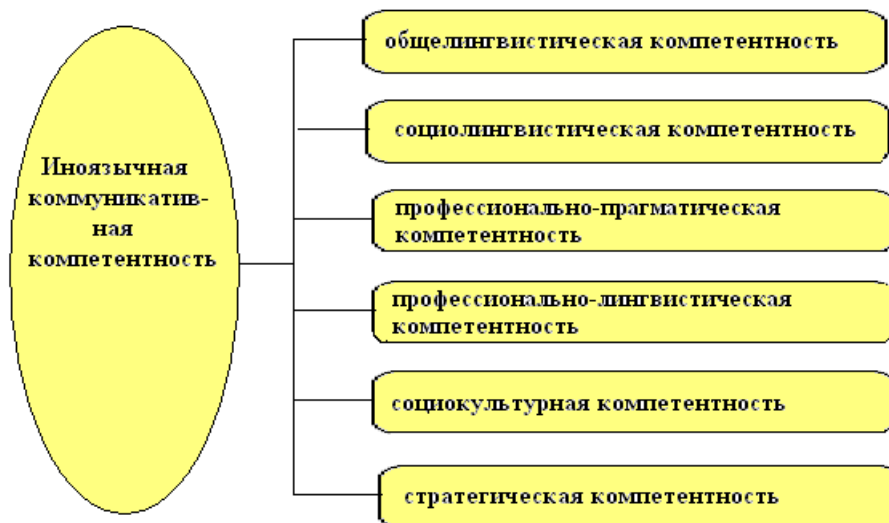 Иноязычная
коммуникатив-
ная
компетентность
общелингвистическая компетентность
социолингвистическая компетентность
профессионально-прагматическая
компетентность
профессионально-лингвистическая
компетентность
социокультурная компетентность
стратегическая компетентность